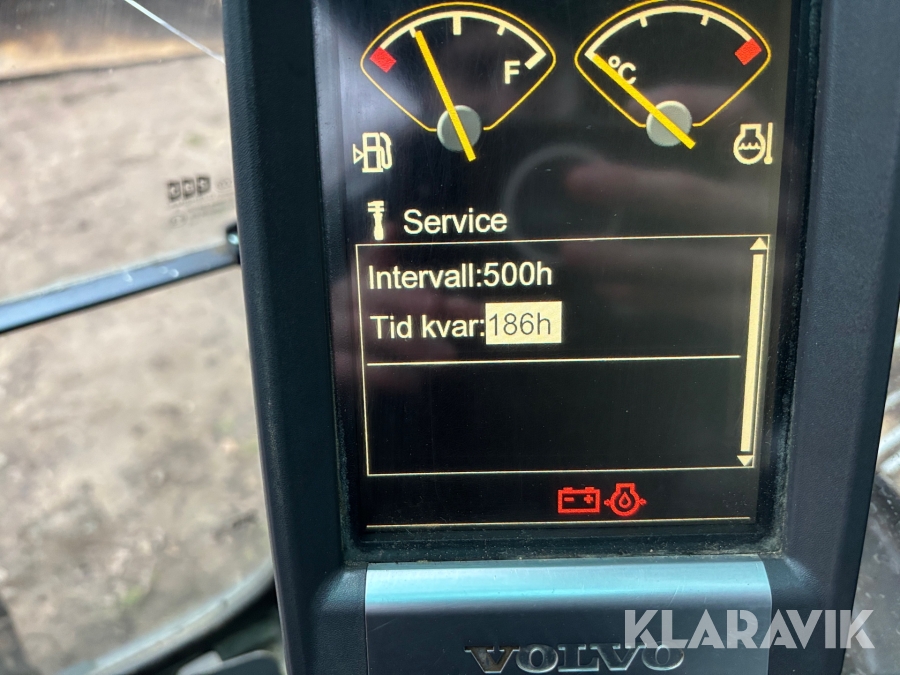 F
°C
Service
Intervall:500h
Tid kvar:186h
VOLVO
KLARAVIK